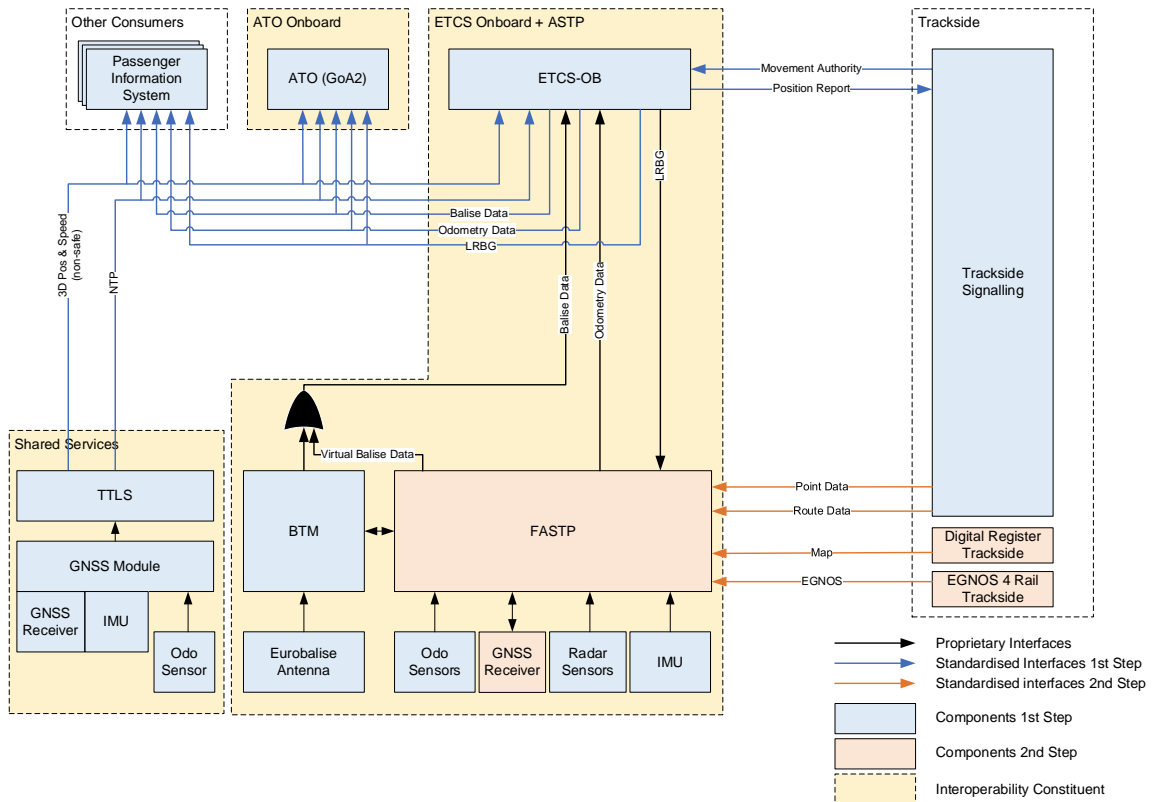 Other Consumers
Passenger
Information
System
ATO Onboard
ATO (GoA2)
ETCS Onboard + ASTP
ETCS-OB
Trackside
Movement Authority
Position Report
LRBG
Balise Data
Odometry Data
LRBG
3D Pos & Speed
(non-safe)
NTP
Balise Data
Odometry Data
Trackside
Signalling
Shared Services
TTLS
GNSS Module
GNSS
Receiver
IMU
Odo
Sensor
Virtual Balise Data
BTM
FASTP
Eurobalise
Antenna
Odo
Sensors
GNSS
Receiver
Radar
Sensors
IMU
Point Data
Route Data
Map
EGNOS
Digital Register
Trackside
EGNOS 4 Rail
Trackside
Proprietary Interfaces
Standardised Interfaces 1st Step
Standardised interfaces 2nd Step
Components 1st Step
Components 2nd Step
Interoperability Constituent